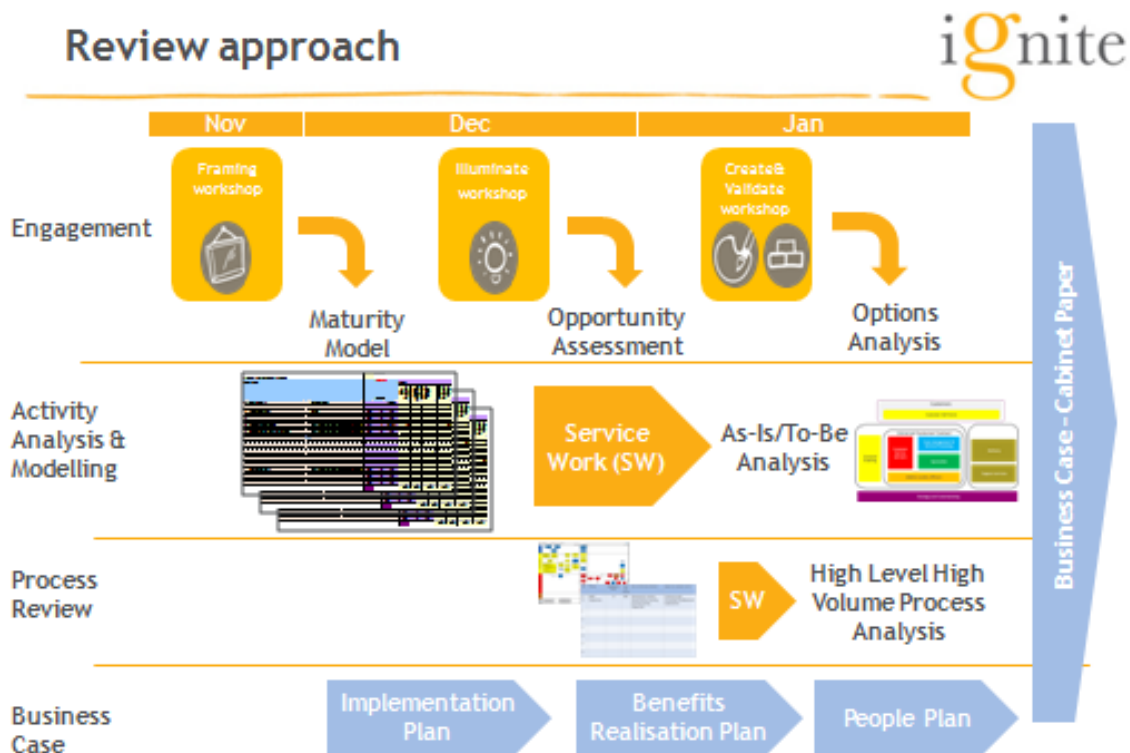 Review approach
ignite
Nov
Dec
Jan
Engagement
Framing
workshop
Illuminate
workshop
Create&
Validate
workshop
Maturity
Model
Opportunity
Assessment
Options
Analysis
Activity
Analysis &
Modelling
Service
Work (SW)
As-Is/To-Be
Analysis
Process
Review
SW
High Level High
Volume Process
Analysis
Business
Case
Implementation
Plan
Benefits
Realisation Plan
People Plan
Business Case - Cabinet Paper